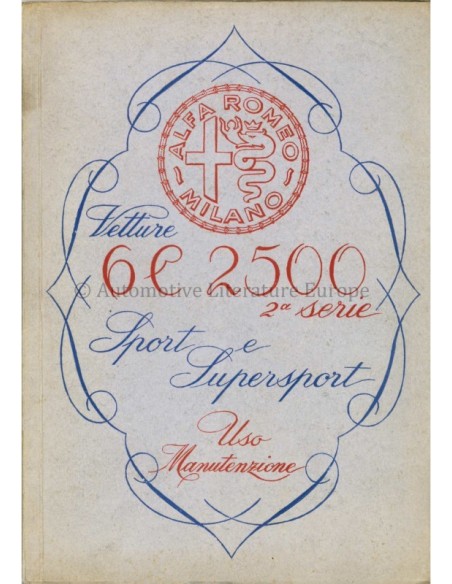 ALFA ROMEO
MILANO
Vetture
6C 2500
© Automotive Literature Europe
2ª serie
Sport e
Supersport
Uso
Manutenzione